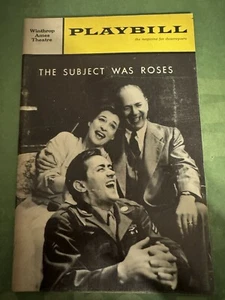 Winthrop
Ames
Theatre
PLAYBILL
the magazine for theatregoers
THE SUBJECT WAS ROSES